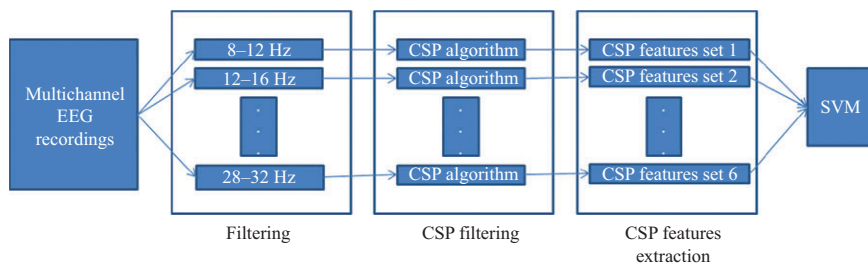 Multichannel
EEG
recordings
8–12 Hz
12–16 Hz
.
.
.
28–32 Hz
Filtering
CSP algorithm
CSP algorithm
.
.
.
CSP algorithm
CSP filtering
CSP features set 1
CSP features set 2
.
.
.
CSP features set 6
CSP features
extraction
SVM